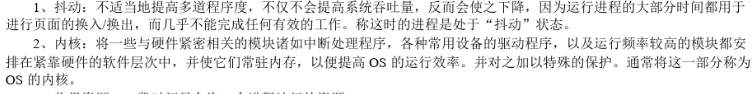 1、抖动：不适当地提高多道程序度，不仅不会提高系统吞吐量，反而会使之下降，因为运行进程的大部分时间都用于
进行页面的换入/换出，而几乎不能完成任何有效的工作。称这时的进程是处于“抖动”状态。
2、内核：将一些与硬件紧密相关的模块诸如中断处理程序，各种常用设备的驱动程序，以及运行频率较高的模块都安
排在紧靠硬件的软件层次中，并使它们常驻内存，以便提高 OS 的运行效率。并对之加以特殊的保护。通常将这一部分称为
OS 的内核。